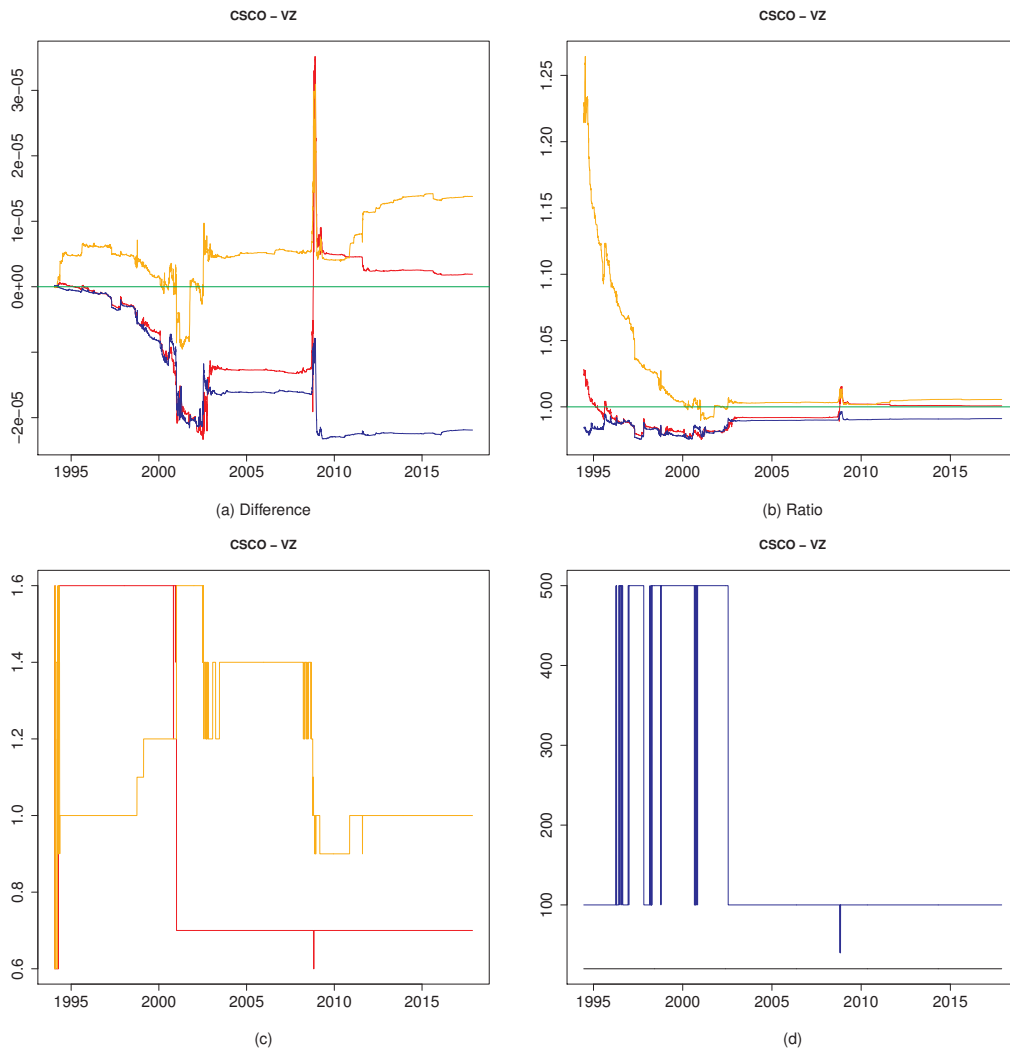 CSCO – VZ
3e−05
2e−05
1e−05
0e+00
−2e−05
1995 2000 2005 2010 2015
(a) Difference
CSCO – VZ
1.25
1.20
1.15
1.10
1.05
1.00
1995 2000 2005 2010 2015
(b) Ratio
CSCO – VZ
1.6
1.4
1.2
1.0
0.8
0.6
1995 2000 2005 2010 2015
(c)
CSCO – VZ
500
400
300
200
100
1995 2000 2005 2010 2015
(d)